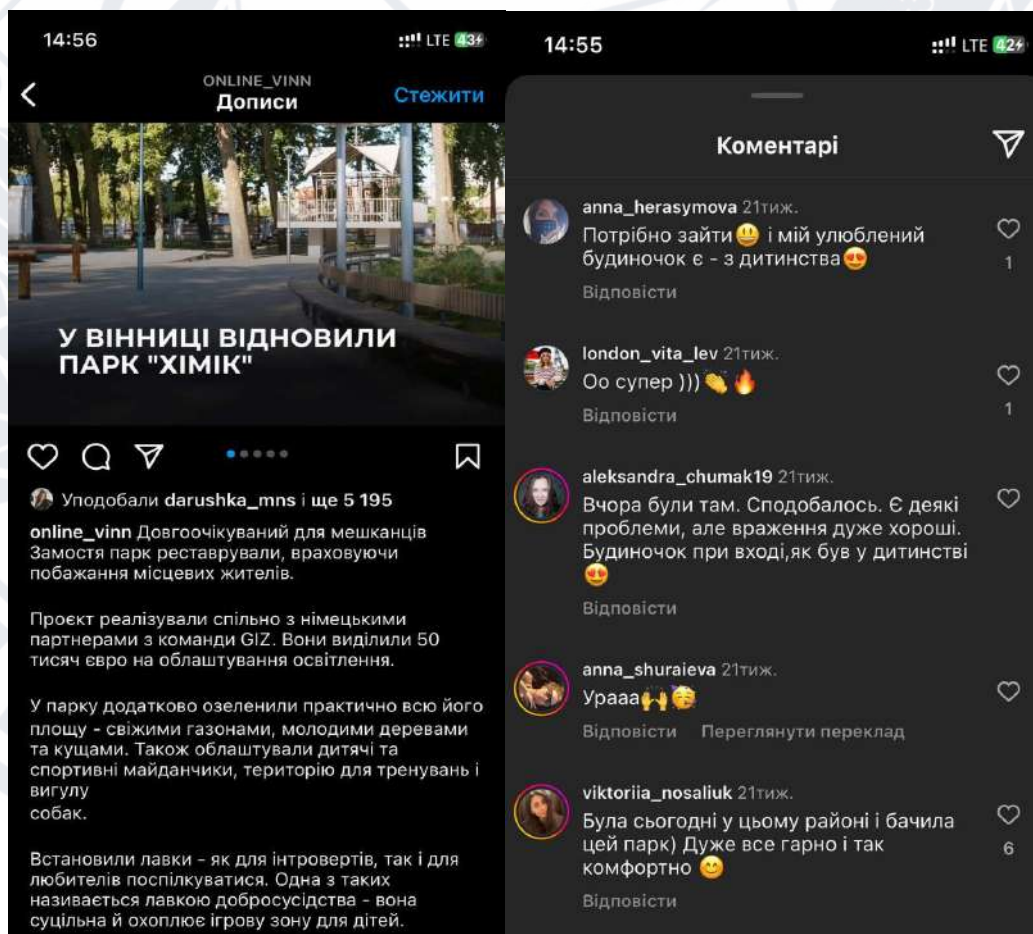 14:56
LTE 43
ONLINE_VINN
Дописи
Стежити
У ВІННИЦІ ВІДНОВИЛИ
ПАРК "ХІМІК"
Уподобали darushka_mns і ще 5 195
online_vinn Довгоочікуваний для мешканців
Замостя парк реставрували, враховуючи
побажання місцевих жителів.
Проєкт реалізували спільно з німецькими
партнерами з команди GIZ. Вони виділили 50
тисяч євро на облаштування освітлення.
У парку додатково озеленили практично всю його
площу - свіжими газонами, молодими деревами
та кущами. Також облаштували дитячі та
спортивні майданчики, територію для тренувань і
вигулу
собак.
Встановили лавки - як для інтровертів, так і для
любителів поспілкуватися. Одна з таких
називається лавкою добросусідства - вона
суцільна й охоплює ігрову зону для дітей.
14:55
LTE 42
Коментарі
anna_herasymova 21тиж.
Потрібно зайти😃 і мій улюблений
будиночок є - з дитинства😍
1
Відповісти
london_vita_lev 21тиж.
Оо супер )))👏🔥
1
Відповісти
aleksandra_chumak19 21тиж.
Вчора були там. Сподобалось. Є деякі
проблеми, але враження дуже хороші.
Будиночок при вході,як був у дитинстві
😍
Відповісти
anna_shuraieva 21тиж.
Урааа🙌🥳
Відповісти Переглянути переклад
viktoriia_nosaliuk 21тиж.
Була сьогодні у цьому районі і бачила
цей парк) Дуже все гарно і так
комфортно 😊
6
Відповісти